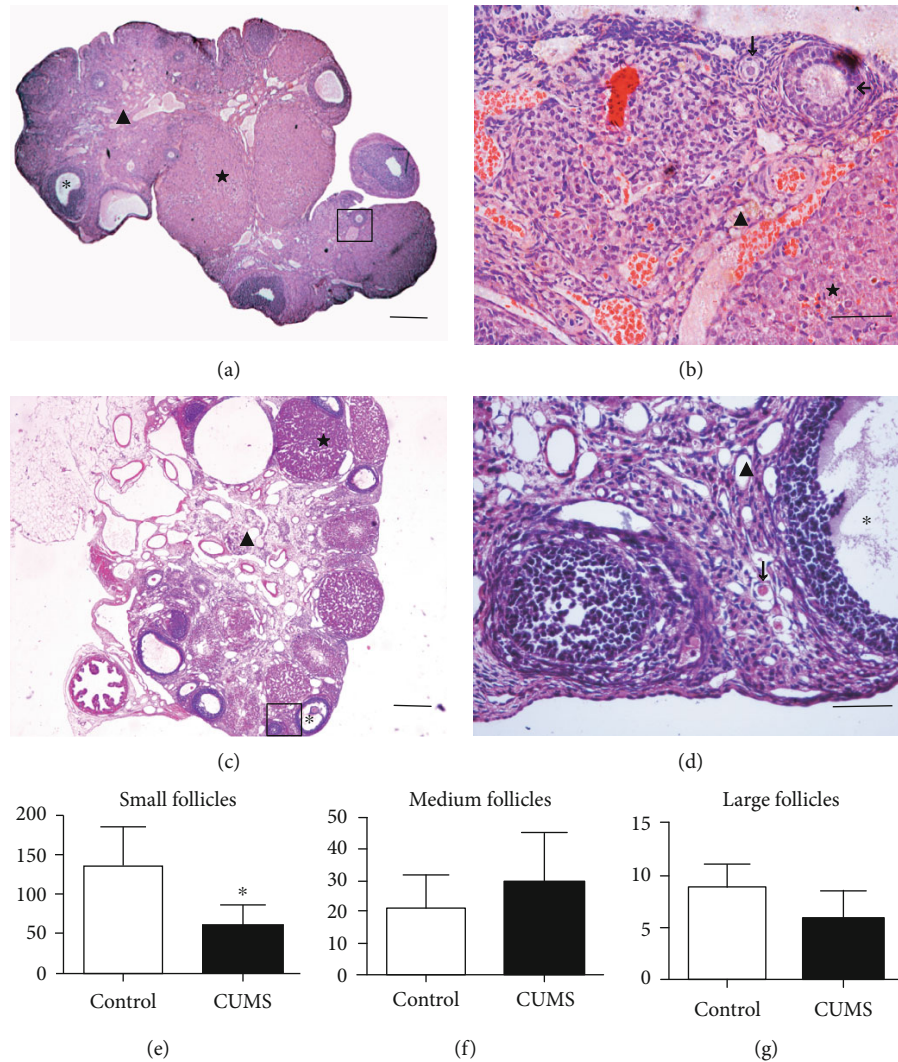 (a)
(b)
*
*
*
(c)
(d)
Small follicles
200
150
100
50
0
*
Control
CUMS
(e)
Medium follicles
50
40
30
20
10
0
Control
CUMS
(f)
Large follicles
15
10
5
0
Control
CUMS
(g)